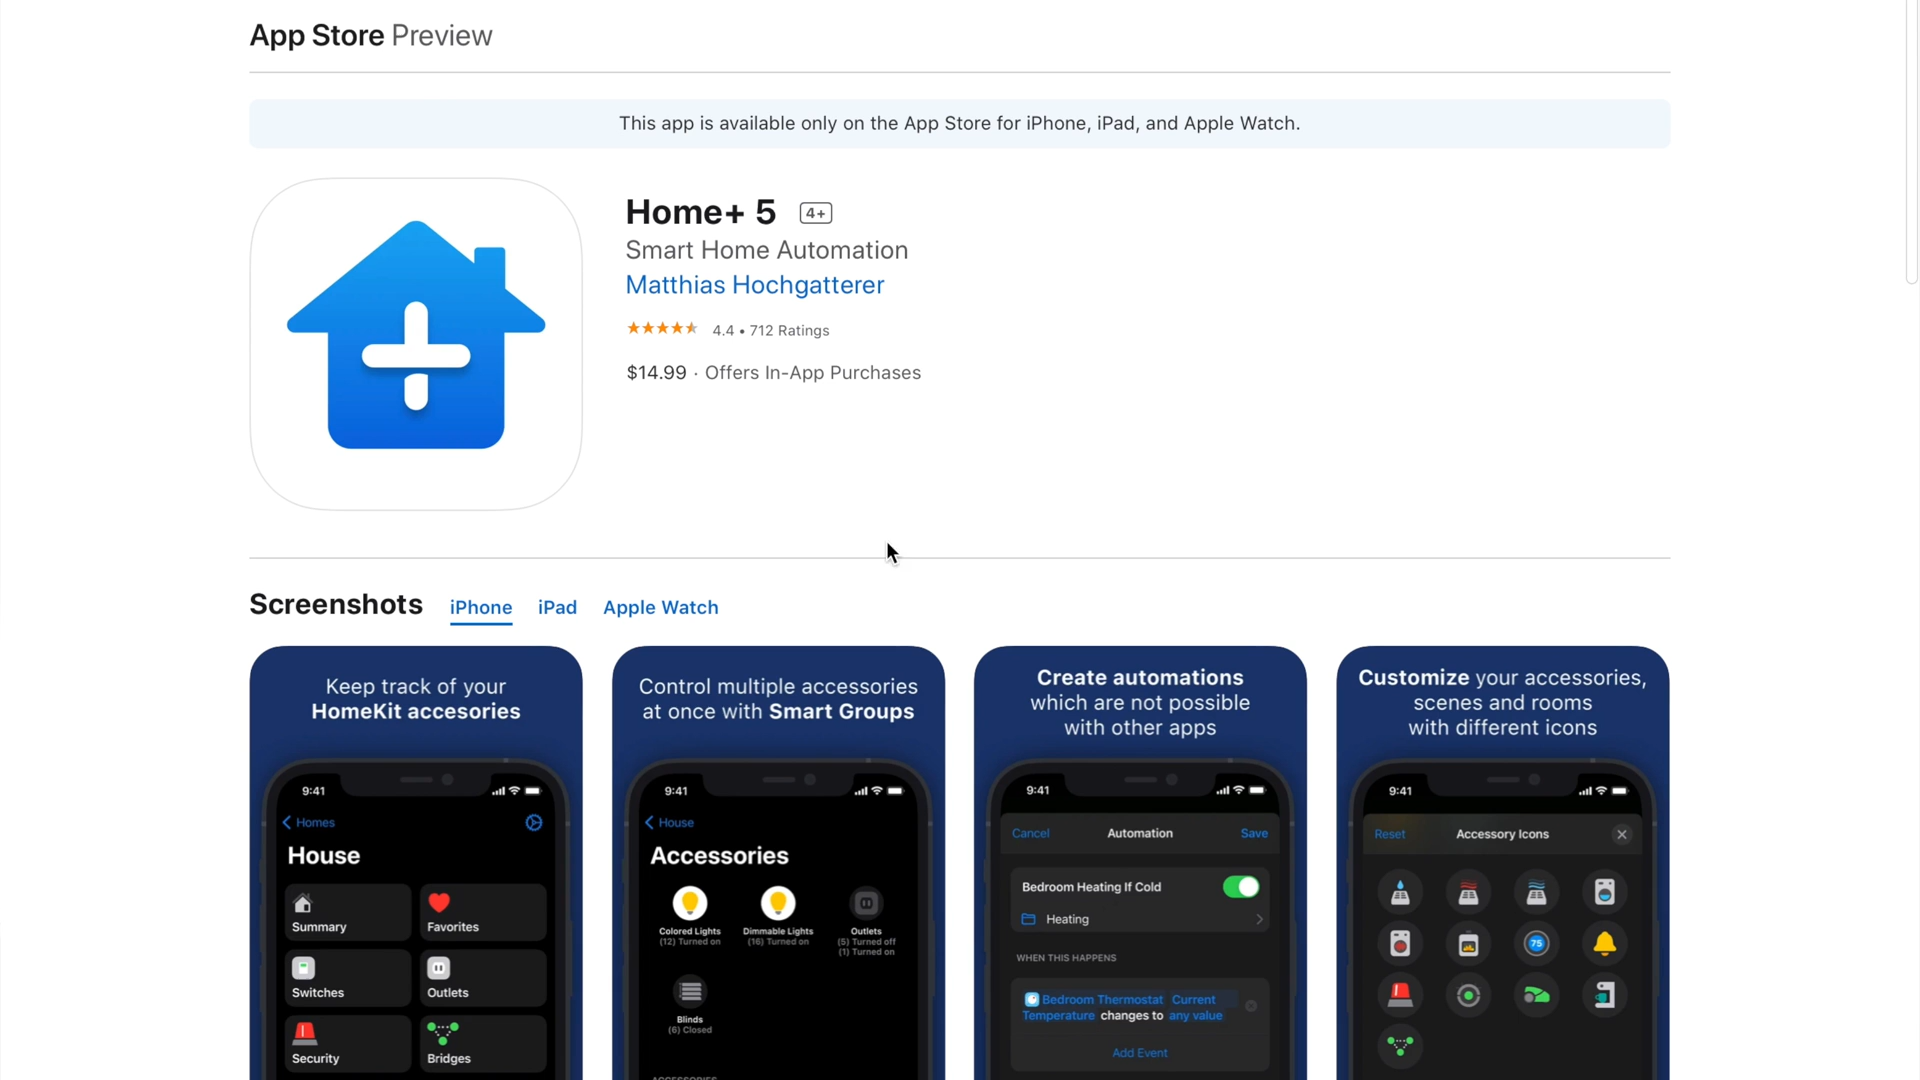 App Store Preview
This app is available only on the App Store for iPhone, iPad, and Apple Watch.
Home+ 5 4+
Smart Home Automation
Matthias Hochgatterer
4.4 • 712 Ratings
$14.99 · Offers In-App Purchases
Screenshots iPhone iPad Apple Watch
Keep track of your
HomeKit accesories
9:41
Homes
House
Summary
Favorites
Switches
Outlets
Security
Bridges
Control multiple accessories
at once with Smart Groups
9:41
House
Accessories
Colored Lights
(12) Turned on
Dimmable Lights
(16) Turned on
Outlets
(5) Turned off
(1) Turned on
Blinds
(6) Closed
ACCESSORIES
Create automations
which are not possible
with other apps
9:41
Cancel Automation Save
Bedroom Heating If Cold
Heating
WHEN THIS HAPPENS
Bedroom Thermostat Current
Temperature changes to any value
Add Event
Customize your accessories,
scenes and rooms
with different icons
9:41
Reset Accessory Icons
75